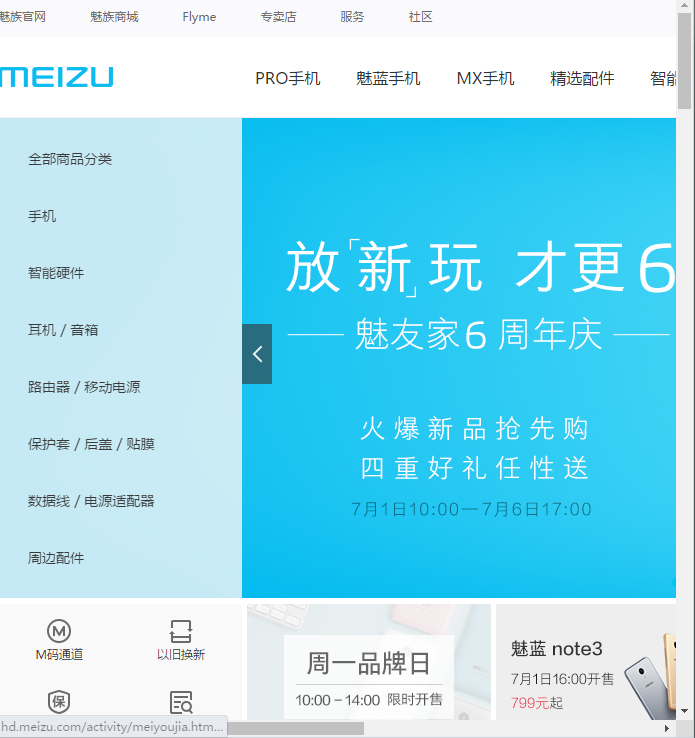 魅族官网 魅族商城 Flyme 专卖店 服务 社区
MEIZU PRO手机 魅蓝手机 MX手机 精选配件 智能
全部商品分类
手机
智能硬件
耳机 / 音箱
路由器 / 移动电源
保护套 / 后盖 / 贴膜
数据线 / 电源适配器
周边配件
放「新」玩 才更6
魅友家6 周年庆
火爆新品抢先购
四重好礼任性送
7月1日10:00一7月6日17:00
M
M码通道
以旧换新
保
周一品牌日
10:00 – 14:00 限时开售
魅蓝 note3
7月1日16:00开售
799元起
hd.meizu.com/activity/meiyoujia.htm...